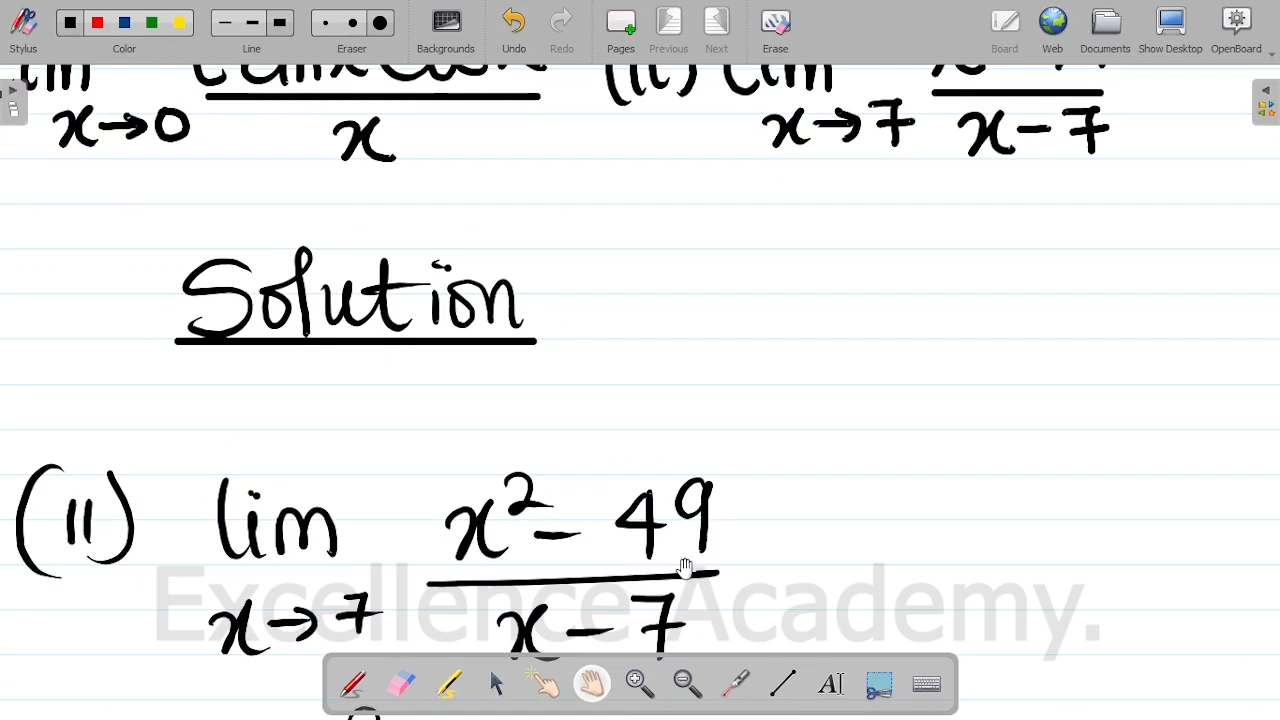 Stylus Color Line Eraser Backgrounds Undo Redo Pages Previous Next Erase Board Web Documents Show Desktop OpenBoard
lim (ii) lim
x→0 x x→7 x-7
Solution
(ii) lim x² - 49
x→7 x-7
Excellence Academy.